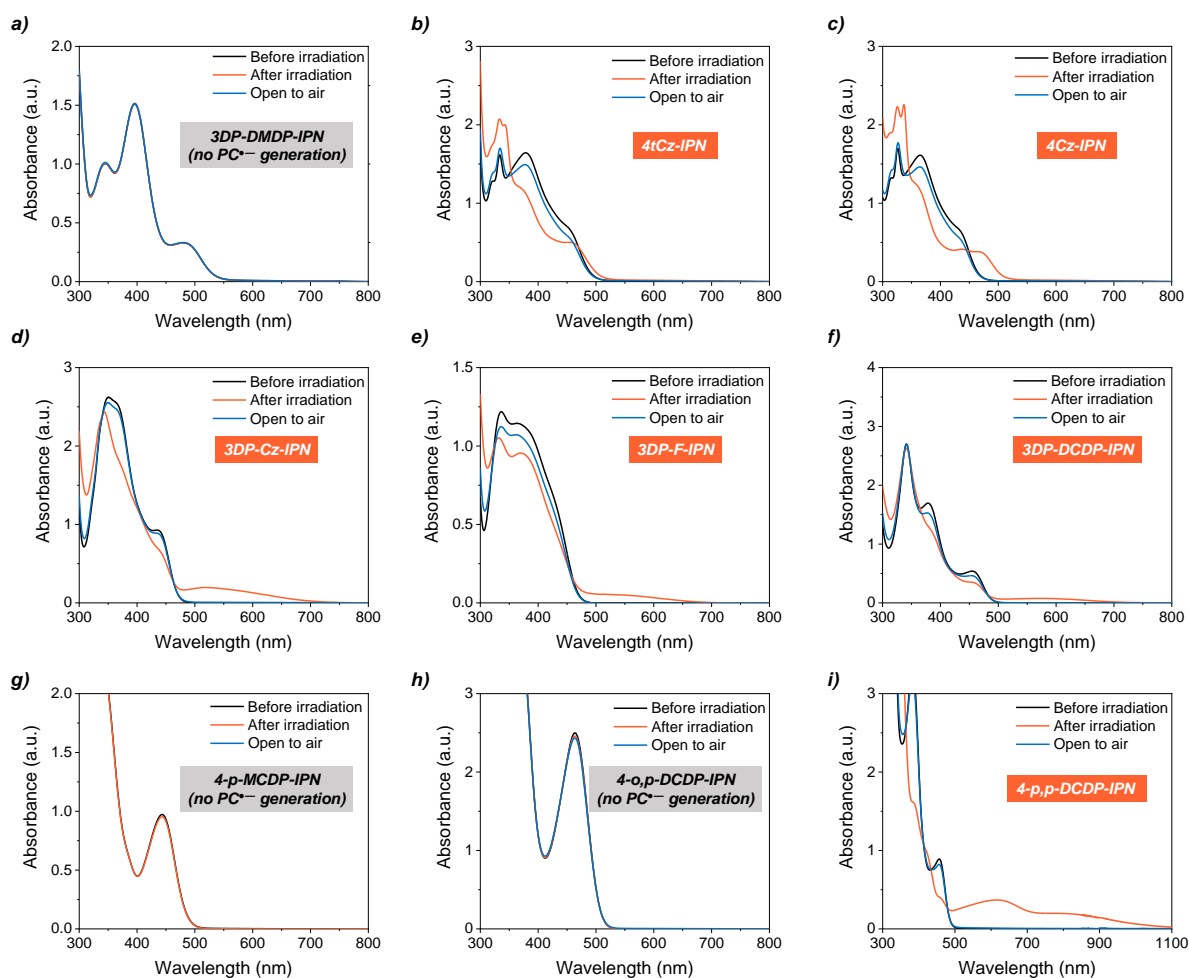 a)
2.0
1.5
1.0
0.5
0.0
Absorbance (a.u.)
Before irradiation
After irradiation
Open to air
3DP-DMDP-IPN
(no PC•— generation)
300 400 500 600 700 800
Wavelength (nm)
b)
3
2
1
0
Absorbance (a.u.)
Before irradiation
After irradiation
Open to air
4tCz-IPN
300 400 500 600 700 800
Wavelength (nm)
c)
3
2
1
0
Absorbance (a.u.)
Before irradiation
After irradiation
Open to air
4Cz-IPN
300 400 500 600 700 800
Wavelength (nm)
d)
3
2
1
0
Absorbance (a.u.)
Before irradiation
After irradiation
Open to air
3DP-Cz-IPN
300 400 500 600 700 800
Wavelength (nm)
e)
1.5
1.0
0.5
0.0
Absorbance (a.u.)
Before irradiation
After irradiation
Open to air
3DP-F-IPN
300 400 500 600 700 800
Wavelength (nm)
f)
4
3
2
1
0
Absorbance (a.u.)
Before irradiation
After irradiation
Open to air
3DP-DCDP-IPN
300 400 500 600 700 800
Wavelength (nm)
g)
2.0
1.5
1.0
0.5
0.0
Absorbance (a.u.)
Before irradiation
After irradiation
Open to air
4-p-MCDP-IPN
(no PC•— generation)
300 400 500 600 700 800
Wavelength (nm)
h)
3
2
1
0
Absorbance (a.u.)
Before irradiation
After irradiation
Open to air
4-o,p-DCDP-IPN
(no PC•— generation)
300 400 500 600 700 800
Wavelength (nm)
i)
3
2
1
0
Absorbance (a.u.)
Before irradiation
After irradiation
Open to air
4-p,p-DCDP-IPN
300 500 700 900 1100
Wavelength (nm)